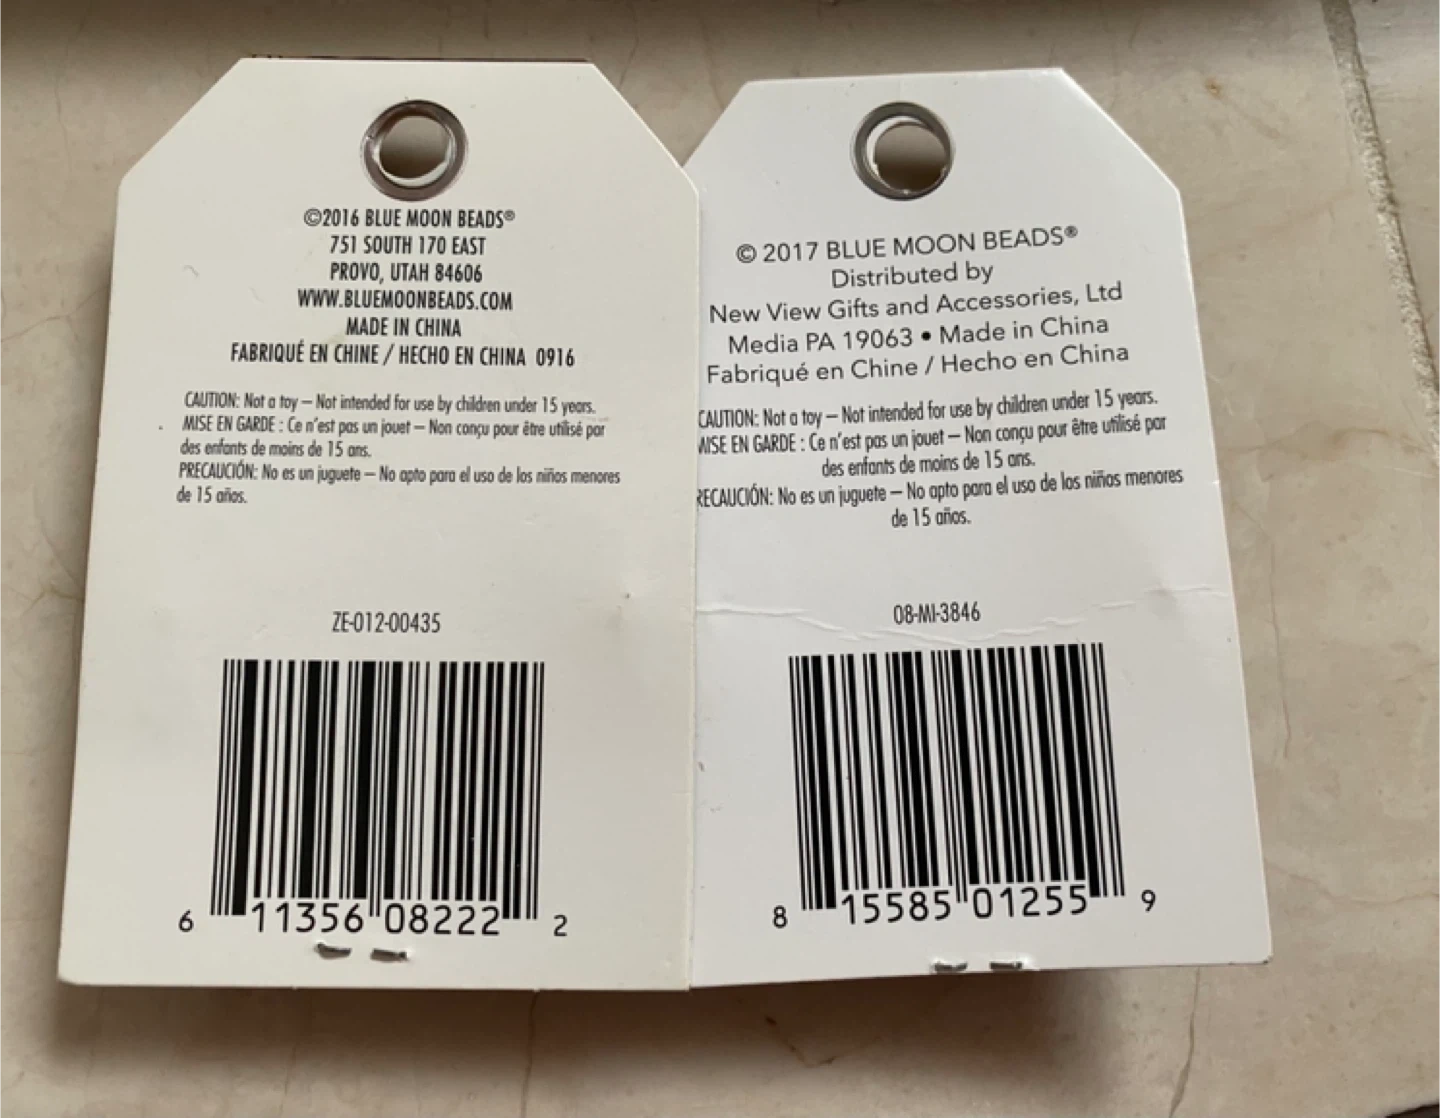 ©2016 BLUE MOON BEADS®
751 SOUTH 170 EAST
PROVO, UTAH 84606
WWW.BLUEMOONBEADS.COM
MADE IN CHINA
FABRIQUÉ EN CHINE / HECHO EN CHINA 0916
CAUTION: Not a toy – Not intended for use by children under 15 years.
MISE EN GARDE : Ce n'est pas un jouet – Non conçu pour être utilisé par
des enfants de moins de 15 ans.
PRECAUCIÓN: No es un juguete – No apto para el uso de los niños menores
de 15 años.
ZE-012-00435
6 11356 08222 2
© 2017 BLUE MOON BEADS®
Distributed by
New View Gifts and Accessories, Ltd
Media PA 19063 • Made in China
Fabriqué en Chine / Hecho en China
CAUTION: Not a toy – Not intended for use by children under 15 years.
MISE EN GARDE : Ce n'est pas un jouet – Non conçu pour être utilisé par
des enfants de moins de 15 ans.
RECAUCIÓN: No es un juguete – No apto para el uso de los niños menores
de 15 años.
08-MI-3846
8 15585 01255 9